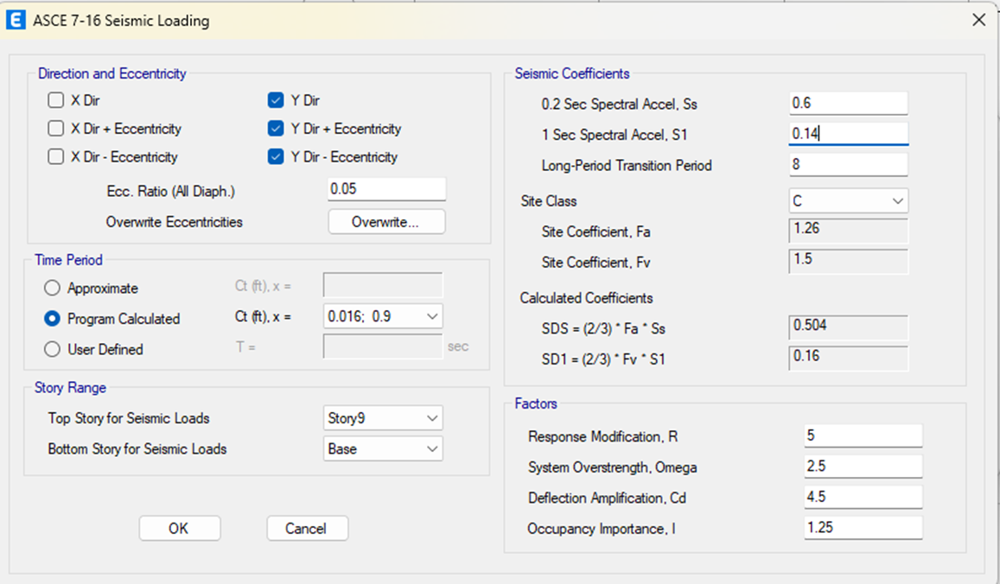 E ASCE 7-16 Seismic Loading
Direction and Eccentricity
X Dir
Y Dir
X Dir + Eccentricity
Y Dir + Eccentricity
X Dir - Eccentricity
Y Dir - Eccentricity
Ecc. Ratio (All Diaph.) 0.05
Overwrite Eccentricities Overwrite...
Time Period
Approximate Ct (ft), x =
Program Calculated Ct (ft), x = 0.016; 0.9
User Defined T = sec
Story Range
Top Story for Seismic Loads Story9
Bottom Story for Seismic Loads Base
OK
Cancel
Seismic Coefficients
0.2 Sec Spectral Accel, Ss 0.6
1 Sec Spectral Accel, S1 0.14
Long-Period Transition Period 8
Site Class C
Site Coefficient, Fa 1.26
Site Coefficient, Fv 1.5
Calculated Coefficients
SDS = (2/3) * Fa * Ss 0.504
SD1 = (2/3) * Fv * S1 0.16
Factors
Response Modification, R 5
System Overstrength, Omega 2.5
Deflection Amplification, Cd 4.5
Occupancy Importance, I 1.25